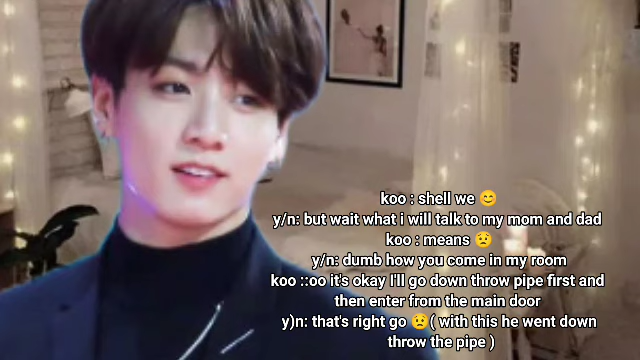 koo : shell we 😊
y/n: but wait what i will talk to my mom and dad
koo : means 😟
y/n: dumb how you come in my room
koo ::oo it's okay I'll go down throw pipe first and
then enter from the main door
y)n: that's right go 😟( with this he went down
throw the pipe )